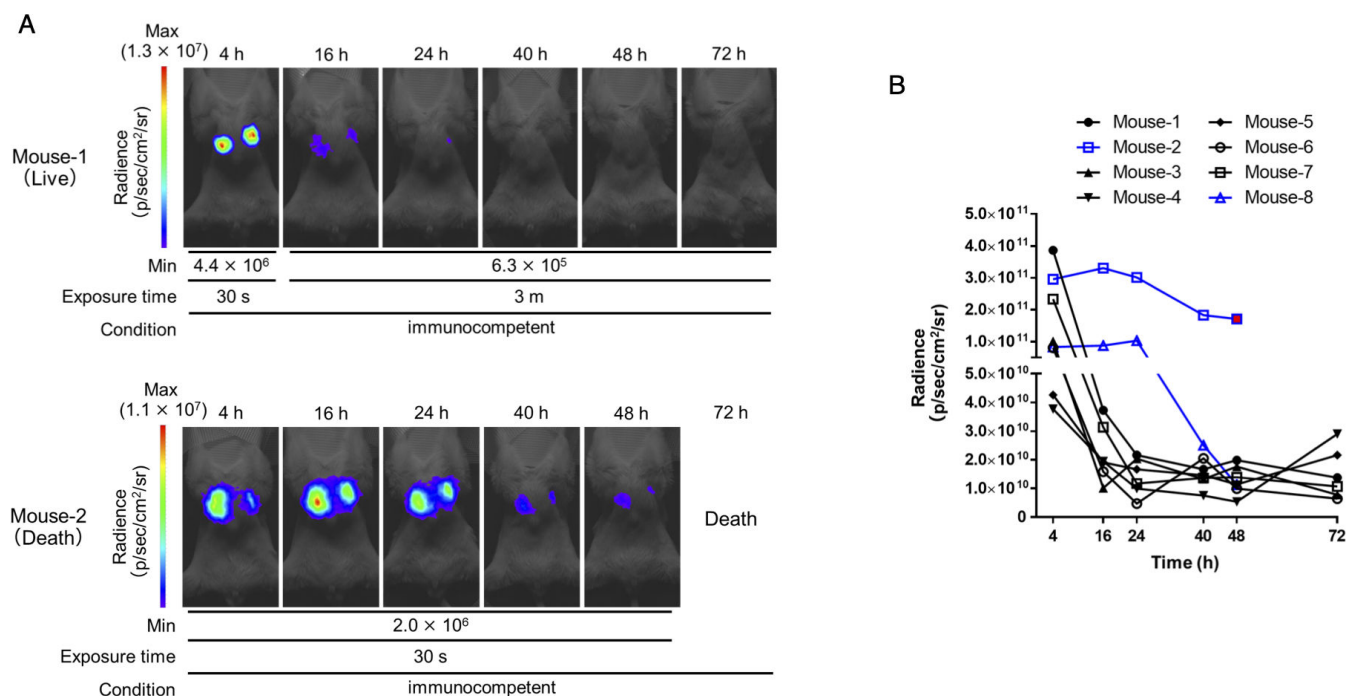 A
Max
(1.3 × 10⁷)
4 h 16 h 24 h 40 h 48 h 72 h
Mouse-1
(Live)
Radience
(p/sec/cm²/sr)
Min 4.4 × 10⁶ 6.3 × 10⁵
Exposure time 30 s 3 m
Condition immunocompetent
Max
(1.1 × 10⁷)
4 h 16 h 24 h 40 h 48 h 72 h
Mouse-2
(Death)
Radience
(p/sec/cm²/sr)
Death
Min 2.0 × 10⁶
Exposure time 30 s
Condition immunocompetent
B
Mouse-1 Mouse-5
Mouse-2 Mouse-6
Mouse-3 Mouse-7
Mouse-4 Mouse-8
Radience
(p/sec/cm²/sr)
5.0×10¹¹
4.0×10¹¹
3.0×10¹¹
2.0×10¹¹
1.0×10¹¹
5.0×10¹⁰
4.0×10¹⁰
3.0×10¹⁰
2.0×10¹⁰
1.0×10¹⁰
0
4 16 24 40 48 72
Time (h)